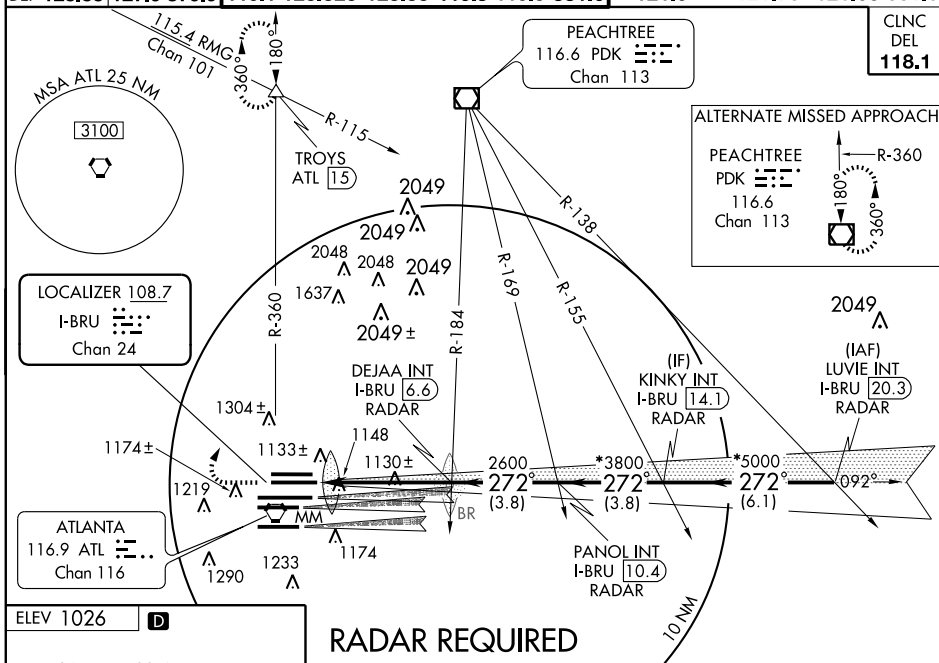 115.4 RMG
Chan 101
180°
360°
R-115
TROYS
ATL 15
MSA ATL 25 NM
3100
PEACHTREE
116.6 PDK
Chan 113
CLNC
DEL
118.1
ALTERNATE MISSED APPROACH
PEACHTREE
PDK
116.6
Chan 113
R-360
180°
360°
2049
2049
2048
2048
2049
1637
2049±
2049
R-360
R-184
R-169
R-155
R-138
LOCALIZER 108.7
I-BRU
Chan 24
DEJAA INT
I-BRU 6.6
RADAR
(IF)
KINKY INT
I-BRU 14.1
RADAR
(IAF)
LUVIE INT
I-BRU 20.3
RADAR
1304±
1174±
1133±
1148
1130±
1219
2600
272°
(3.8)
*3800
272°
(3.8)
*5000
272°
(6.1)
092°
MM
BR
ATLANTA
116.9 ATL
Chan 116
1174
1290
1233
PANOL INT
I-BRU 10.4
RADAR
10 NM
ELEV 1026
D
RADAR REQUIRED